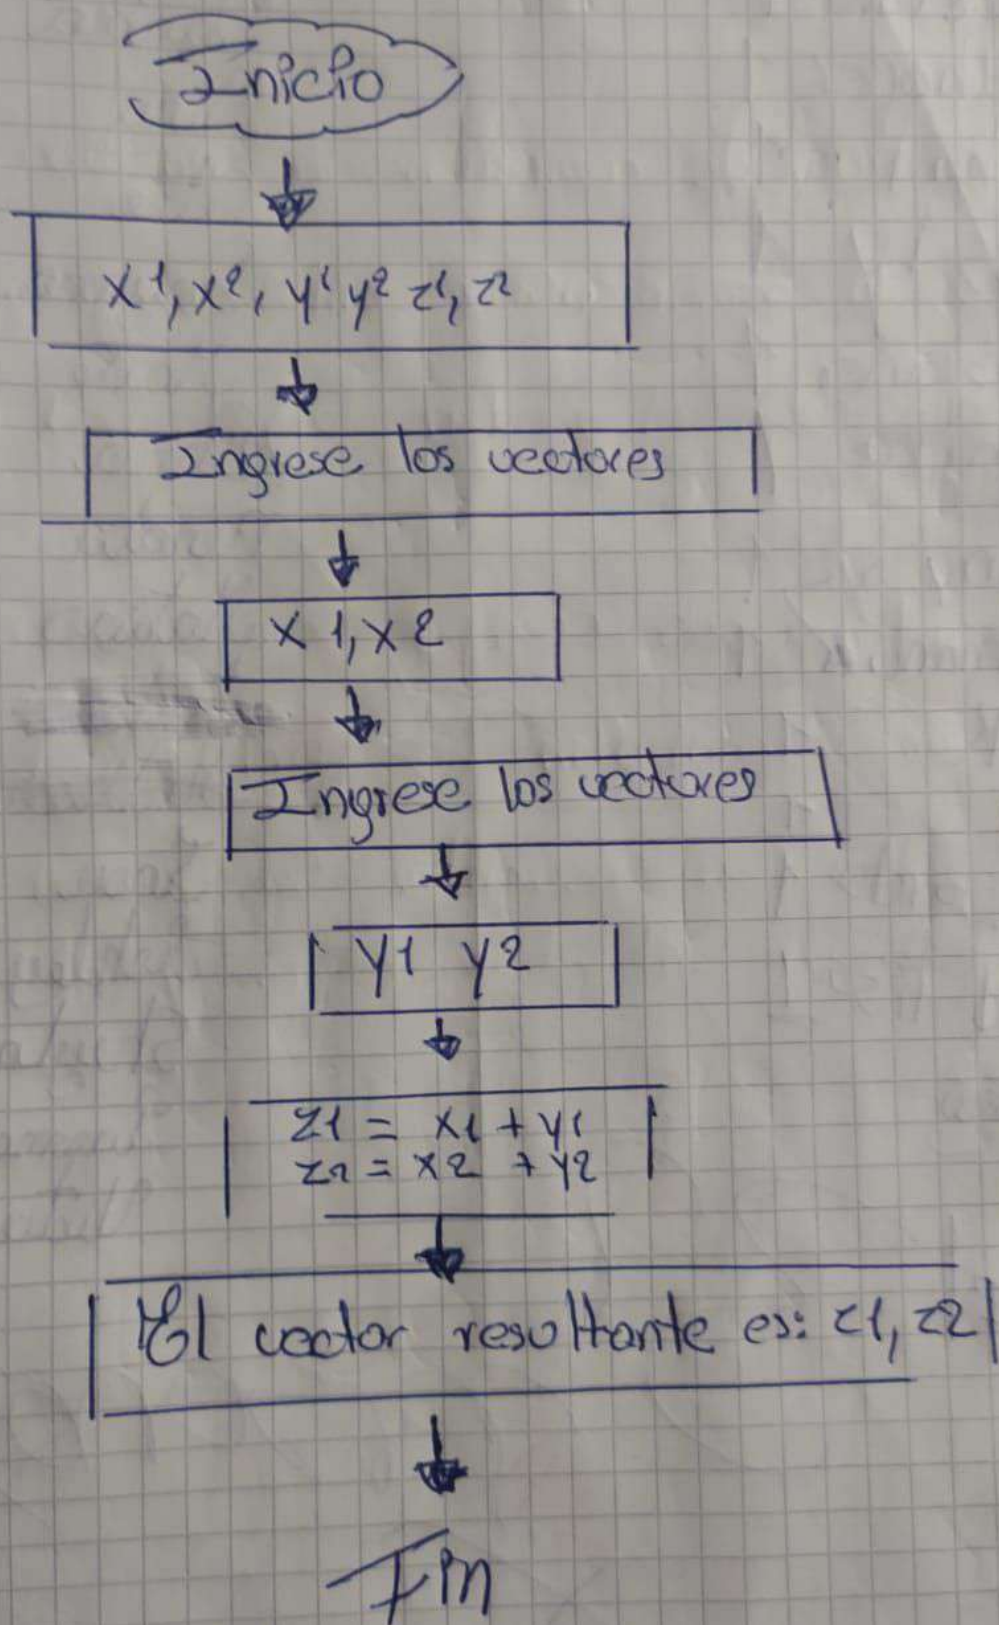 Inicio
x1, x2, y1 y2 z1, z2
Ingrese los vectores
x 1, x 2
Ingrese los vectores
y1 y2
z1 = x1 + y1
z2 = x2 + y2
El vector resultante es: z1, z2
Fin